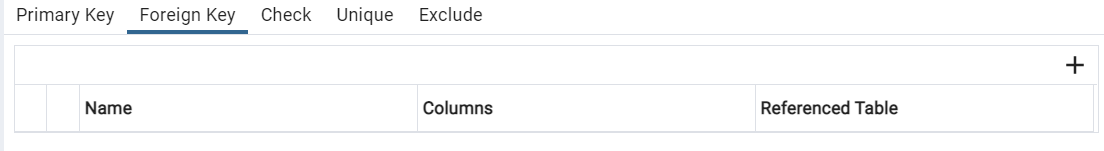 Primary Key Foreign Key Check Unique Exclude
+
Name Columns Referenced Table